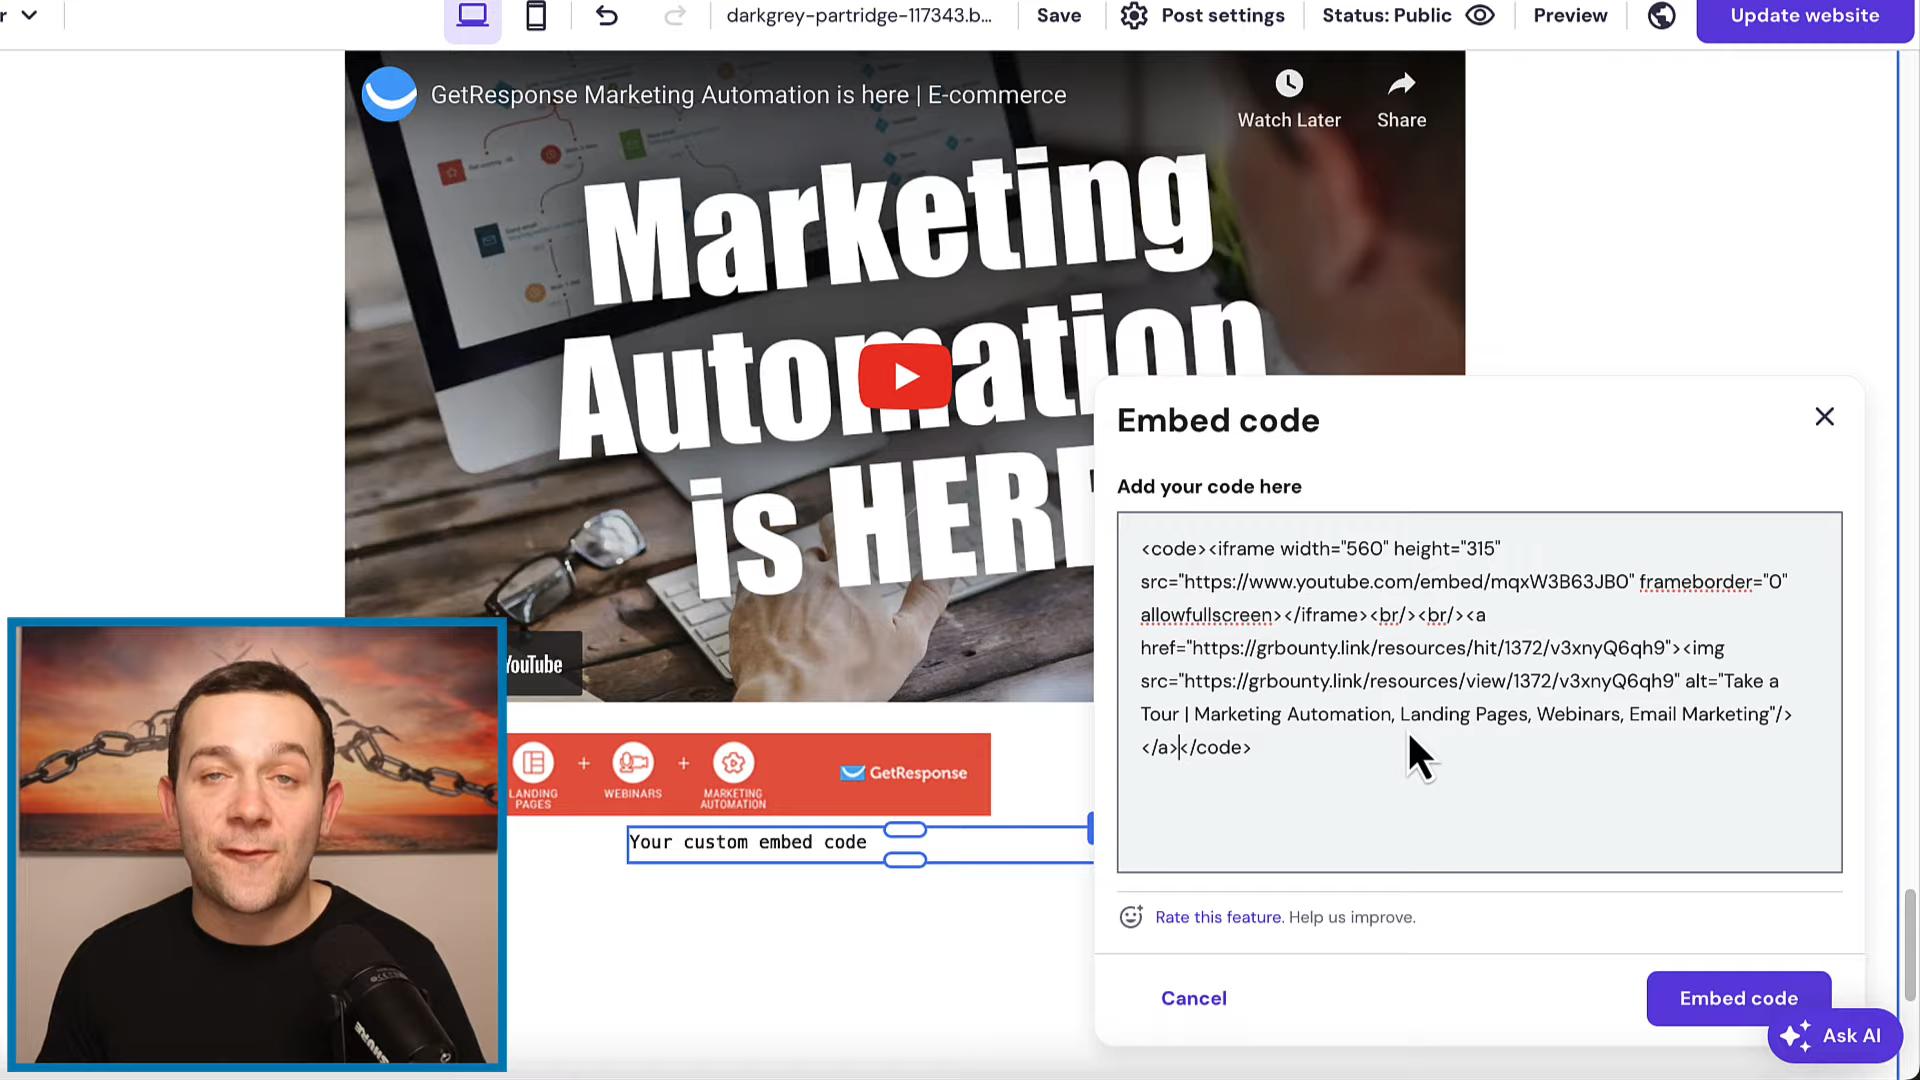 r
darkgrey-partridge-117343.b...
Save
Post settings
Status: Public
Preview
Update website
GetResponse Marketing Automation is here | E-commerce
Watch Later
Share
Marketing
Automation
is HERE
YouTube
LANDING
PAGES
+
WEBINARS
+
MARKETING
AUTOMATION
GetResponse
Your custom embed code
Embed code
Add your code here
<code><iframe width="560" height="315"
src="https://www.youtube.com/embed/mqxW3B63JB0" frameborder="0"
allowfullscreen></iframe><br/><br/><a
href="https://grbounty.link/resources/hit/1372/v3xnyQ6qh9"><img
src="https://grbounty.link/resources/view/1372/v3xnyQ6qh9" alt="Take a
Tour | Marketing Automation, Landing Pages, Webinars, Email Marketing"/>
</a></code>
Rate this feature. Help us improve.
Cancel
Embed code
Ask AI
SHURE